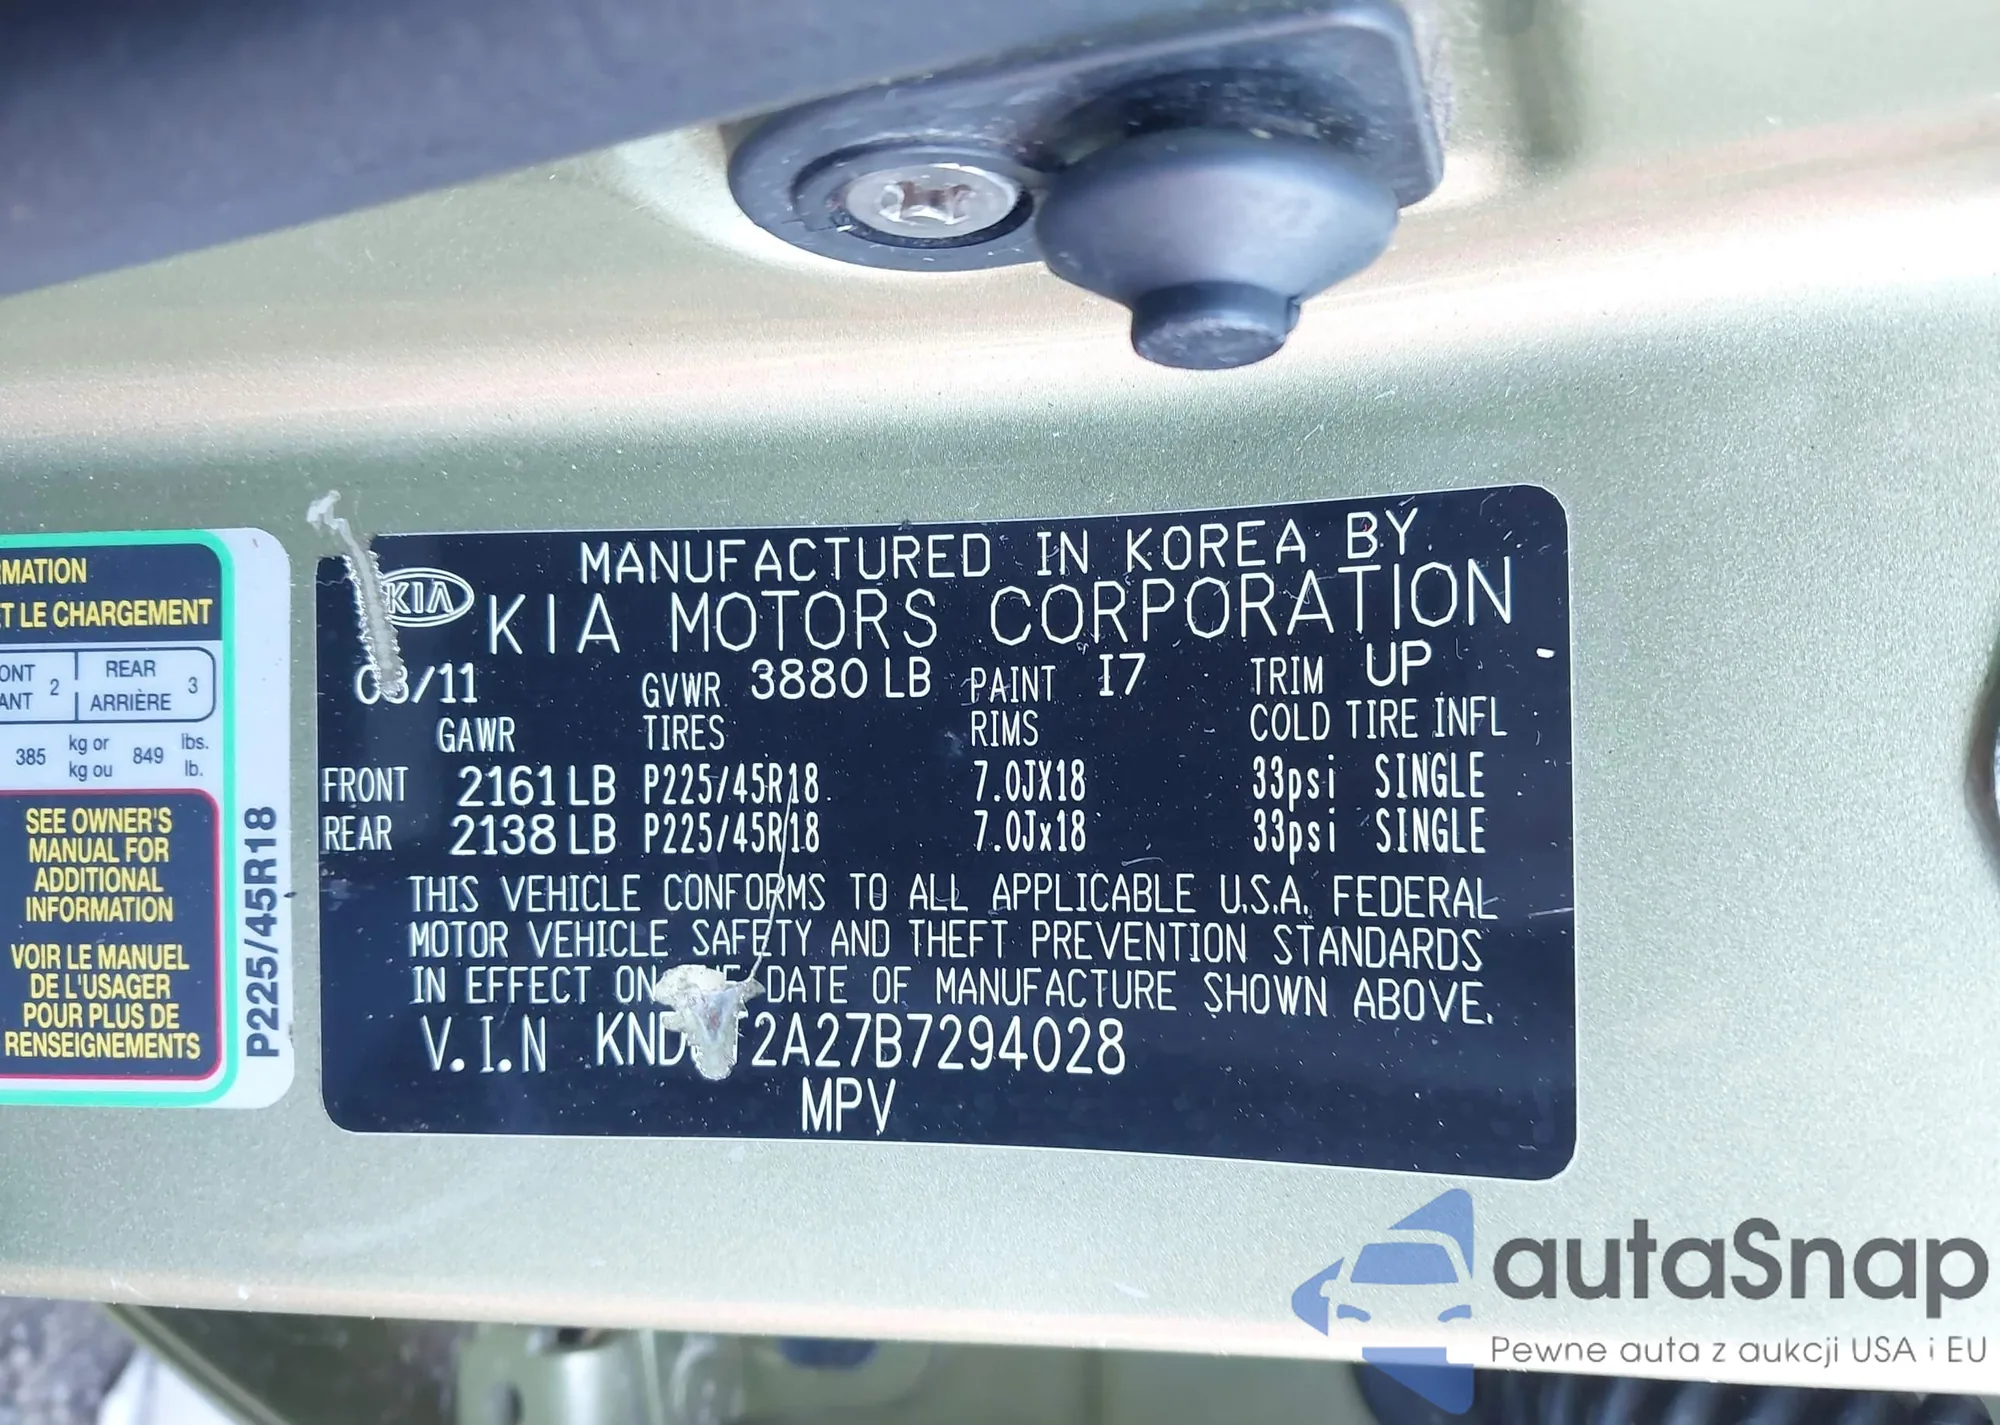 RMATION
ET LE CHARGEMENT
ONT
ANT 2
REAR
ARRIÈRE 3
385 kg or
kg ou 849 lbs.
lb.
SEE OWNER'S
MANUAL FOR
ADDITIONAL
INFORMATION
VOIR LE MANUEL
DE L'USAGER
POUR PLUS DE
RENSEIGNEMENTS
P225/45R18
MANUFACTURED IN KOREA BY
KIA KIA MOTORS CORPORATION
/11 GVWR 3880 LB PAINT I7 TRIM UP
GAWR TIRES RIMS COLD TIRE INFL
FRONT 2161 LB P225/45R18 7.0JX18 33psi SINGLE
REAR 2138 LB P225/45R18 7.0Jx18 33psi SINGLE
THIS VEHICLE CONFORMS TO ALL APPLICABLE U.S.A. FEDERAL
MOTOR VEHICLE SAFETY AND THEFT PREVENTION STANDARDS
IN EFFECT ON DATE OF MANUFACTURE SHOWN ABOVE.
V.I.N KND 2A27B7294028
MPV
autaSnap
Pewne auta z aukcji USA i EU